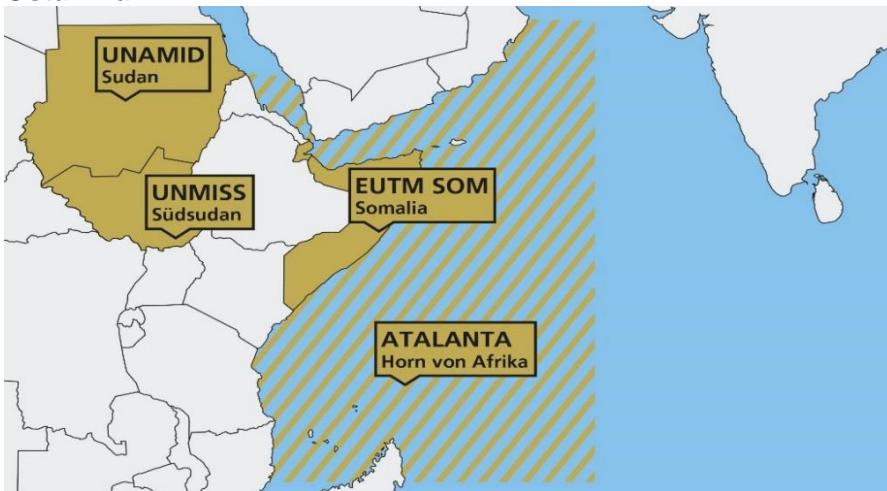 UNAMID
Sudan
UNMISS
Südsudan
EUTM SOM
Somalia
ATALANTA
Horn von Afrika